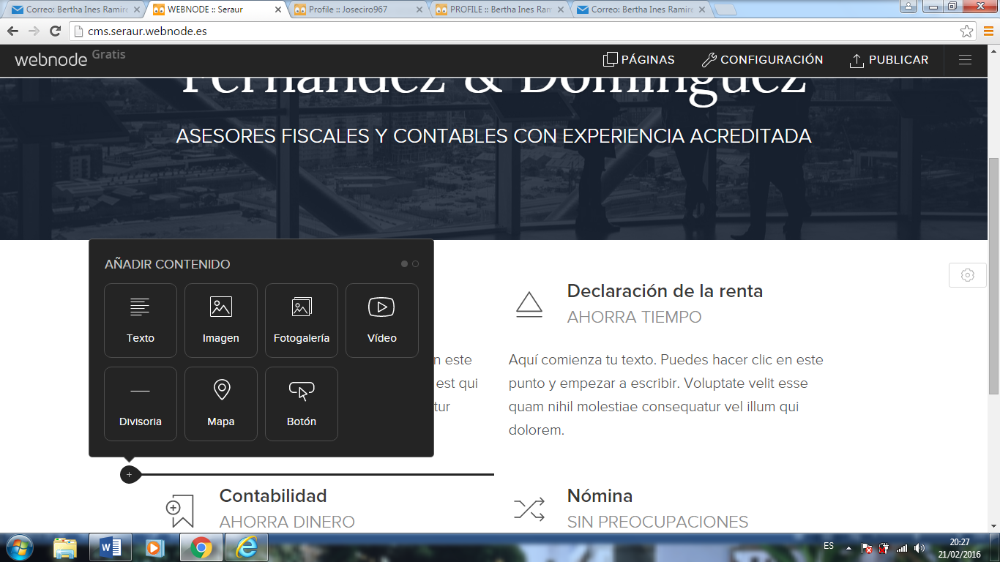 Correo: Bertha Ines Ramire
WEBNODE :: Seraur
Profile :: Joseciro967
PROFILE :: Bertha Ines Ram
Correo: Bertha Ines Ramire
cms.seraur.webnode.es
webnode Gratis
PÁGINAS
CONFIGURACIÓN
PUBLICAR
Fernández & Domínguez
ASESORES FISCALES Y CONTABLES CON EXPERIENCIA ACREDITADA
AÑADIR CONTENIDO
Texto
Imagen
Fotogalería
Vídeo
Divisoria
Mapa
Botón
n este
est qui
tur
Declaración de la renta
AHORRA TIEMPO
Aquí comienza tu texto. Puedes hacer clic en este
punto y empezar a escribir. Voluptate velit esse
quam nihil molestiae consequatur vel illum qui
dolorem.
Contabilidad
AHORRA DINERO
Nómina
SIN PREOCUPACIONES
ES
20:27
21/02/2016